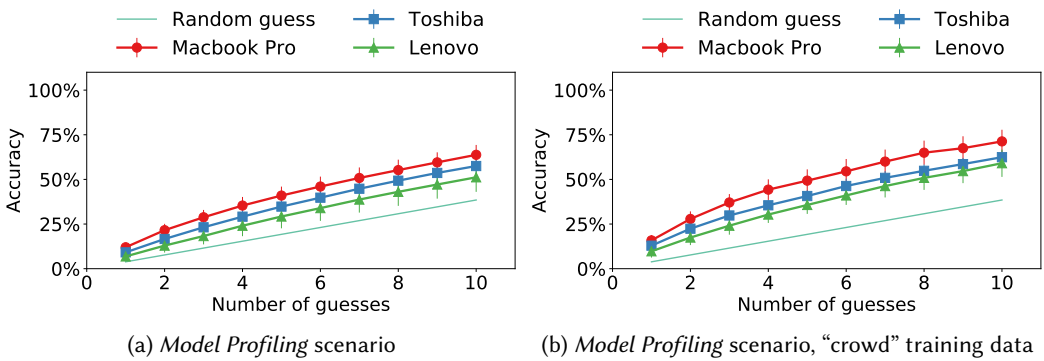 Random guess Toshiba
Macbook Pro Lenovo
100%
75%
50%
25%
0%
Accuracy
0 2 4 6 8 10
Number of guesses
(a) Model Profiling scenario
Random guess Toshiba
Macbook Pro Lenovo
100%
75%
50%
25%
0%
Accuracy
0 2 4 6 8 10
Number of guesses
(b) Model Profiling scenario, “crowd” training data